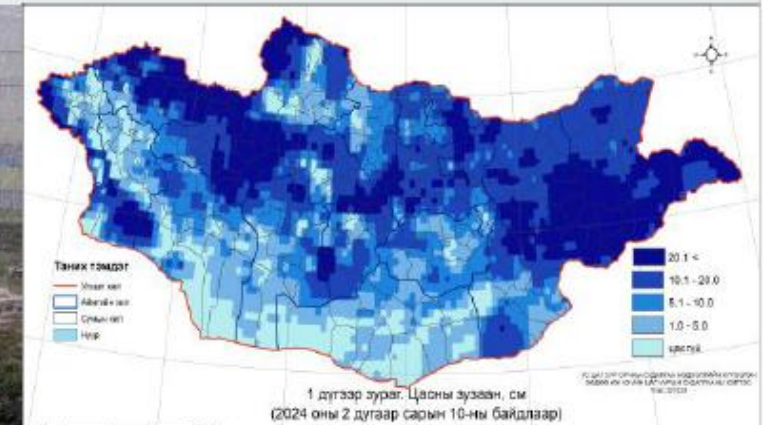 Таних тэмдэг
Улсын хил
Аймгийн хил
Сумын хил
Нуур
20.1 <
10.1 - 20.0
5.1 - 10.0
1.0 - 5.0
цасгүй
1 дүгээр зураг. Цасны зузаан, см
(2024 оны 2 дугаар сарын 10-ны байдлаар)